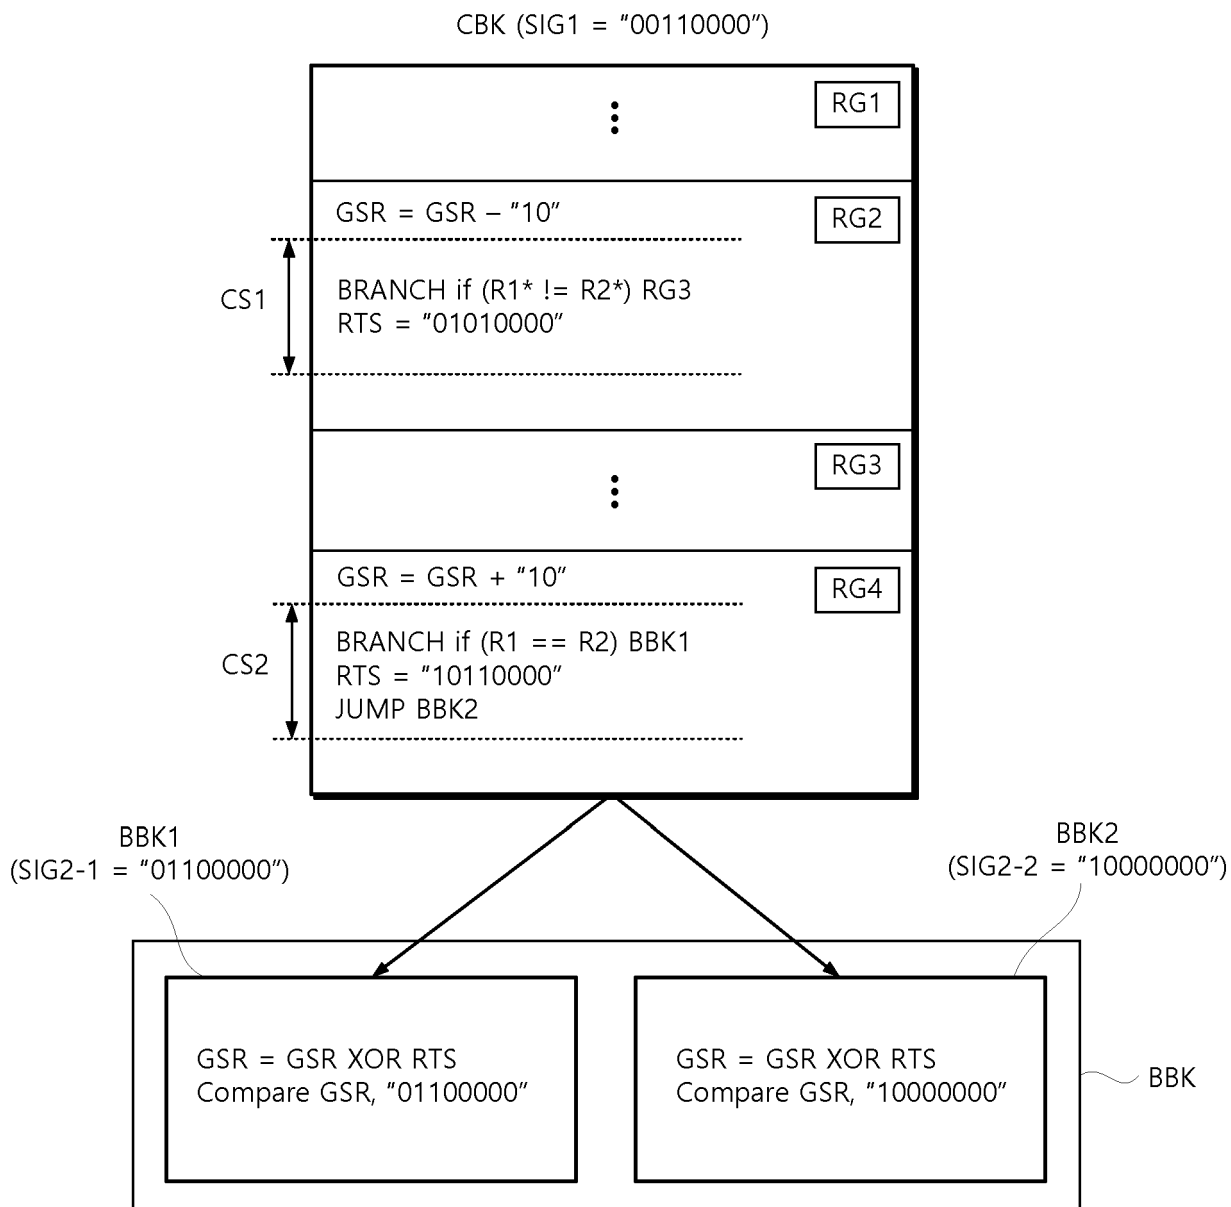 CBK (SIG1 = “00110000”)
RG1
GSR = GSR – “10”
RG2
CS1
BRANCH if (R1* != R2*) RG3
RTS = “01010000”
RG3
GSR = GSR + “10”
RG4
CS2
BRANCH if (R1 == R2) BBK1
RTS = “10110000”
JUMP BBK2
BBK1
(SIG2-1 = “01100000”)
BBK2
(SIG2-2 = “10000000”)
GSR = GSR XOR RTS
Compare GSR, “01100000”
GSR = GSR XOR RTS
Compare GSR, “10000000”
BBK